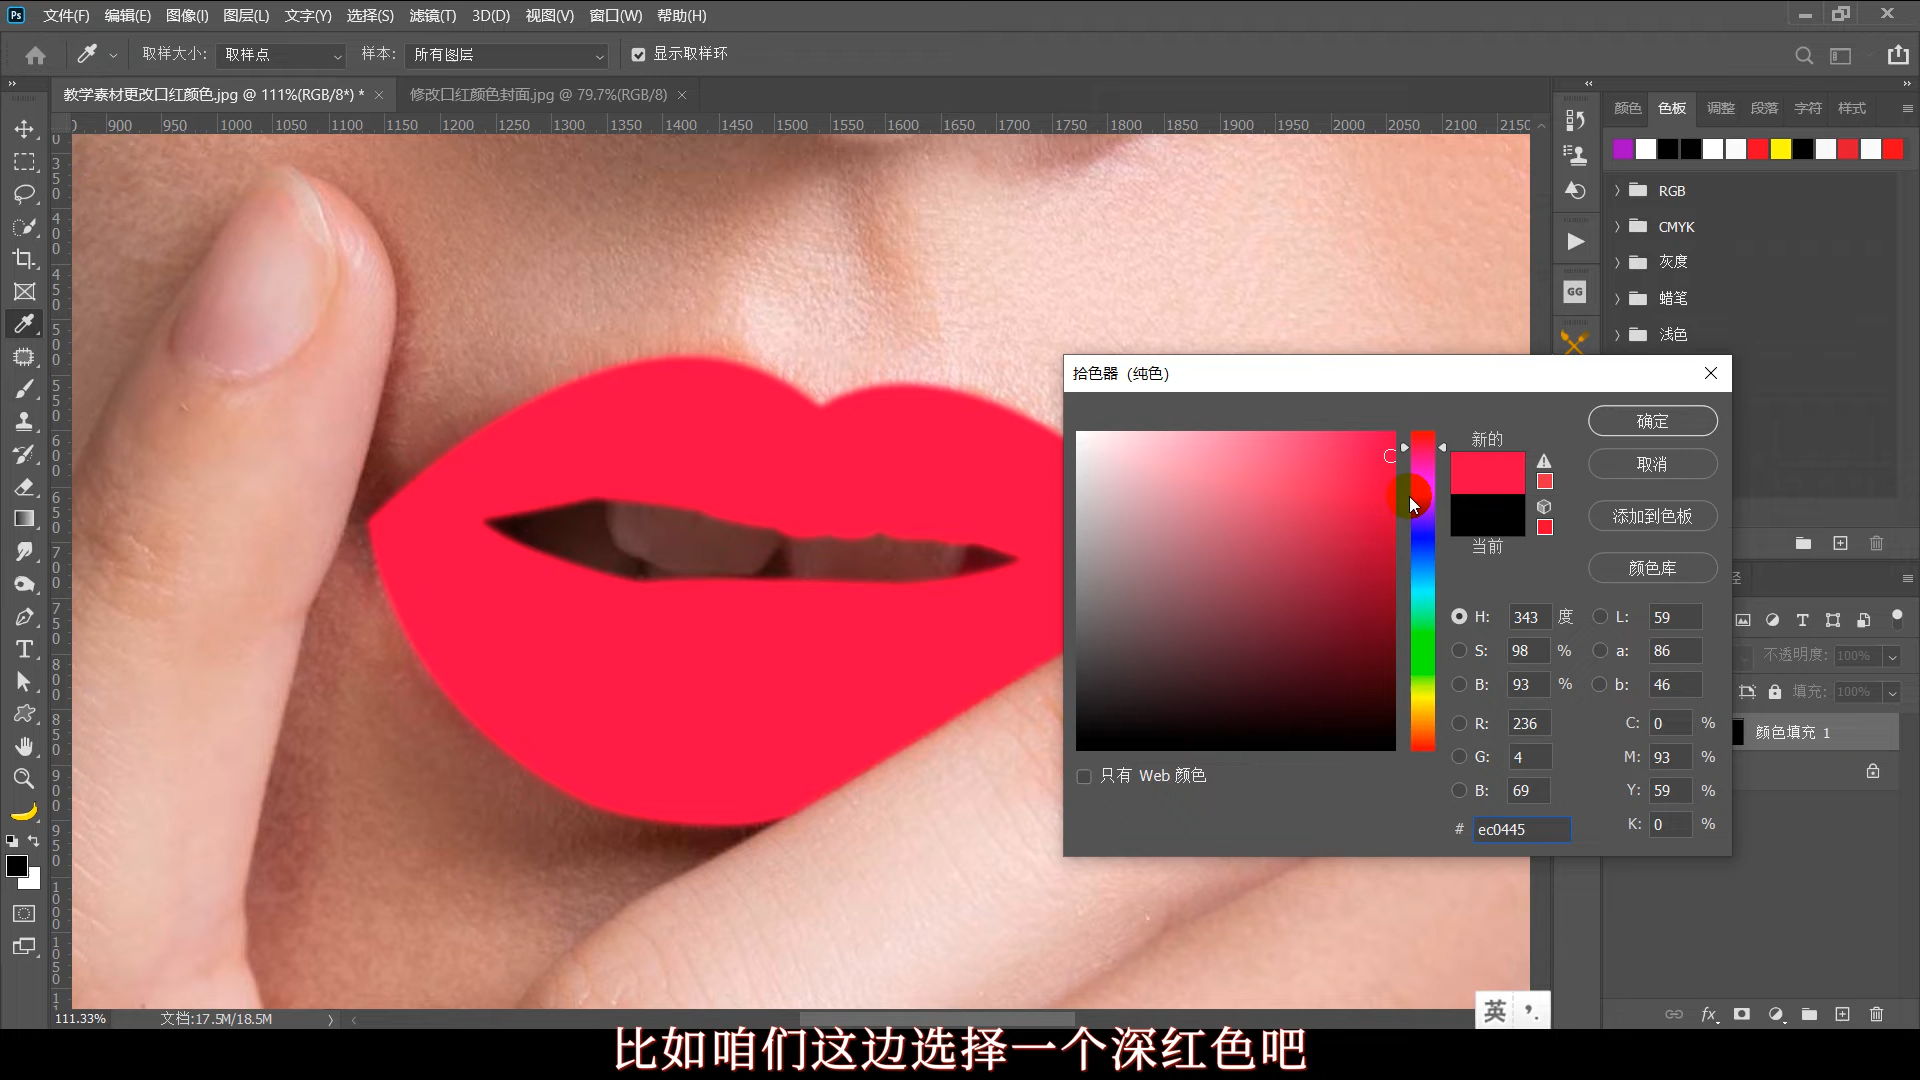 Ps 文件(F) 编辑(E) 图像(I) 图层(L) 文字(Y) 选择(S) 滤镜(T) 3D(D) 视图(V) 窗口(W) 帮助(H)
取样大小: 取样点 样本: 所有图层 显示取样环
教学素材更改口红颜色.jpg @ 111%(RGB/8*) * 修改口红颜色封面.jpg @ 79.7%(RGB/8)
颜色 色板 调整 段落 字符 样式
900 950 1000 1050 1100 1150 1200 1250 1300 1350 1400 1450 1500 1550 1600 1650 1700 1750 1800 1850 1900 1950 2000 2050 2100 2150
RGB
CMYK
灰度
GG
蜡笔
浅色
拾色器 (纯色)
确定
新的
取消
添加到色板
当前
颜色库
H: 343 度 L: 59
S: 98 % a: 86
B: 93 % b: 46
R: 236 C: 0 %
G: 4 M: 93 %
B: 69 Y: 59 %
# ec0445 K: 0 %
只有 Web 颜色
不透明度: 100%
填充: 100%
颜色填充 1
111.33% 文档:17.5M/18.5M
英
fx
比如咱们这边选择一个深红色吧